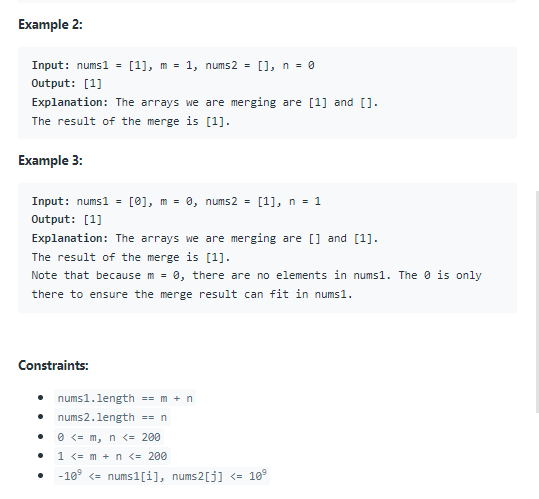 Example 2:
Input: nums1 = [1], m = 1, nums2 = [], n = 0
Output: [1]
Explanation: The arrays we are merging are [1] and [].
The result of the merge is [1].
Example 3:
Input: nums1 = [0], m = 0, nums2 = [1], n = 1
Output: [1]
Explanation: The arrays we are merging are [] and [1].
The result of the merge is [1].
Note that because m = 0, there are no elements in nums1. The 0 is only
there to ensure the merge result can fit in nums1.
Constraints:
• nums1.length == m + n
• nums2.length == n
• 0 <= m, n <= 200
• 1 <= m + n <= 200
• -10⁹ <= nums1[i], nums2[j] <= 10⁹